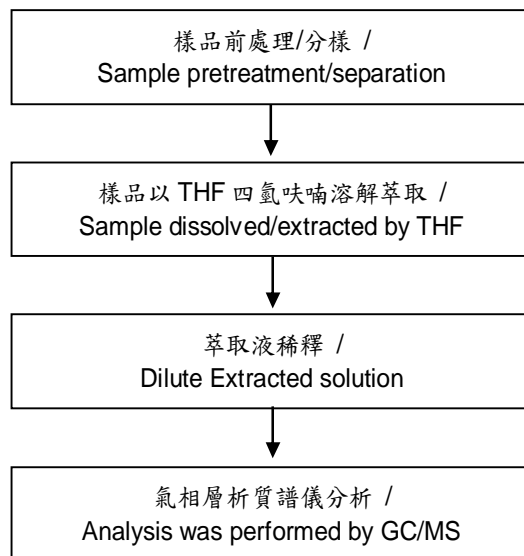 樣品前處理/分樣 /
Sample pretreatment/separation
樣品以 THF 四氫呋喃溶解萃取 /
Sample dissolved/extracted by THF
萃取液稀釋 /
Dilute Extracted solution
氣相層析質譜儀分析 /
Analysis was performed by GC/MS